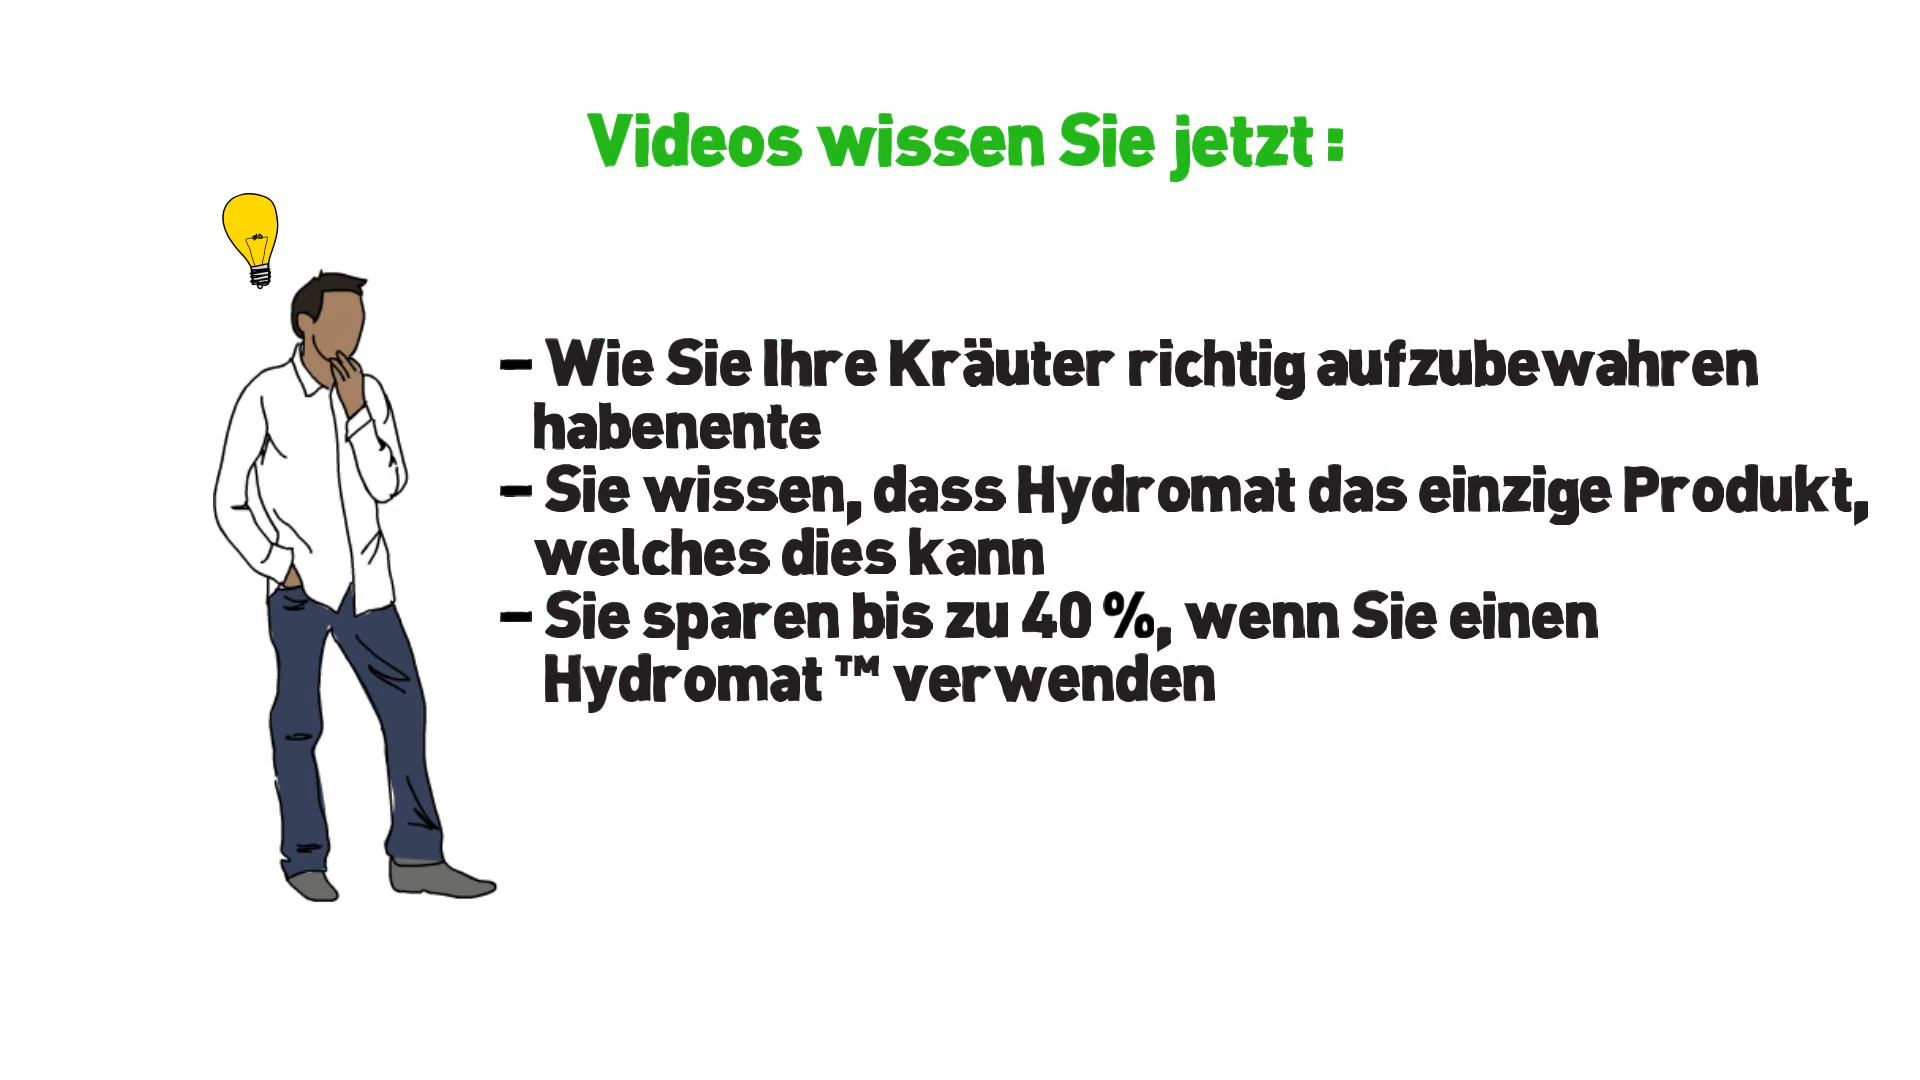 Videos wissen Sie jetzt:
- Wie Sie Ihre Kräuter richtig aufzubewahren
habenente
- Sie wissen, dass Hydromat das einzige Produkt,
welches dies kann
- Sie sparen bis zu 40 %, wenn Sie einen
Hydromat ™ verwenden